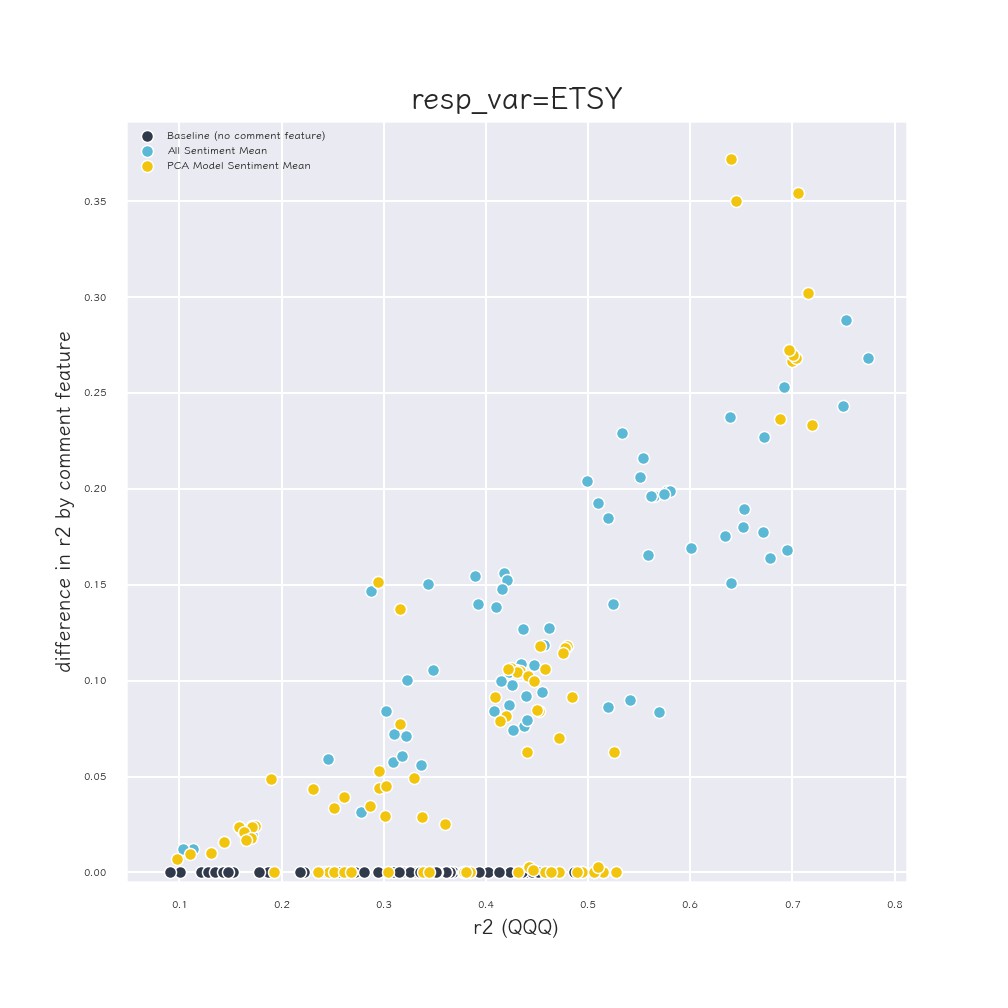 resp_var=ETSY
Baseline (no comment feature)
All Sentiment Mean
PCA Model Sentiment Mean
difference in r2 by comment feature
0.35
0.30
0.25
0.20
0.15
0.10
0.05
0.00
0.1 0.2 0.3 0.4 0.5 0.6 0.7 0.8
r2 (QQQ)